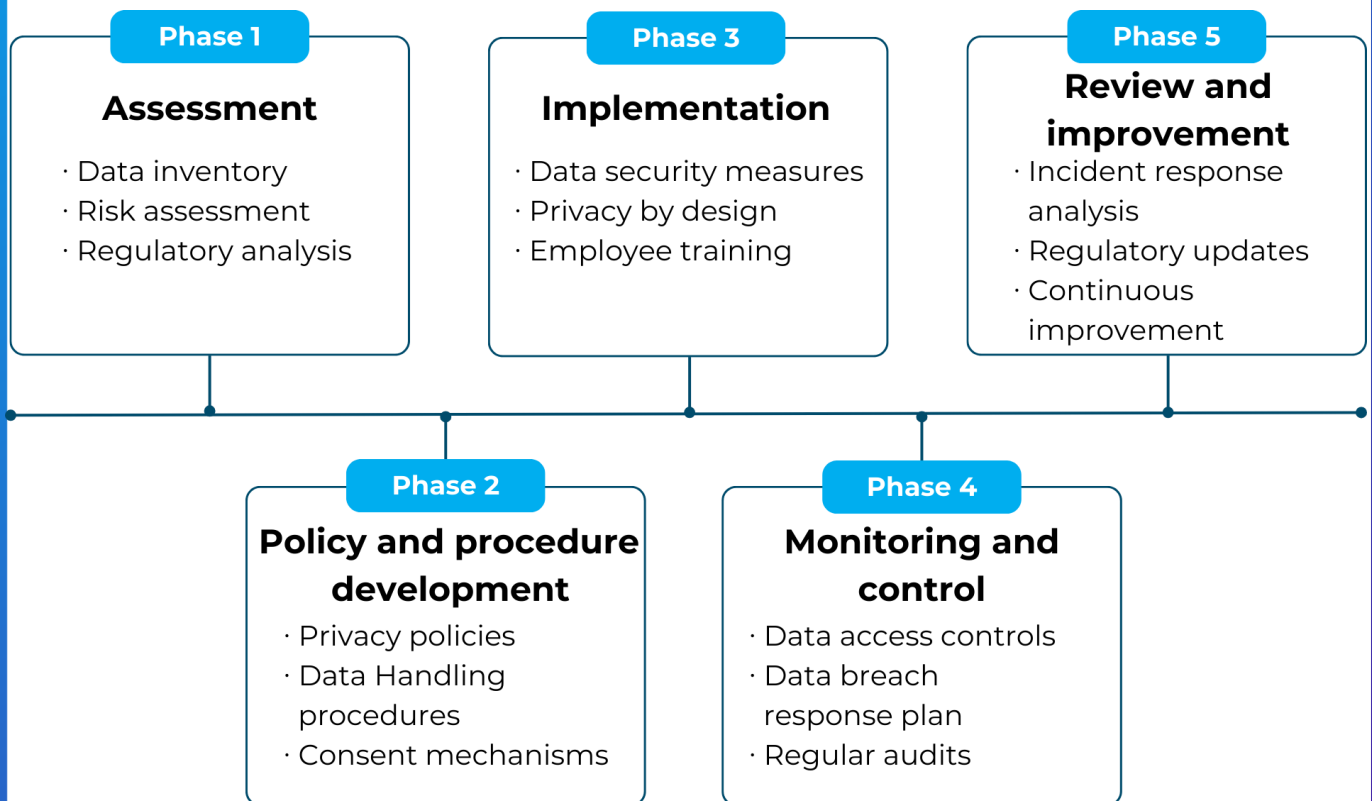 Phase 1
Assessment
· Data inventory
· Risk assessment
· Regulatory analysis
Phase 3
Implementation
· Data security measures
· Privacy by design
· Employee training
Phase 5
Review and
improvement
· Incident response
analysis
· Regulatory updates
· Continuous
improvement
Phase 2
Policy and procedure
development
· Privacy policies
· Data Handling
procedures
· Consent mechanisms
Phase 4
Monitoring and
control
· Data access controls
· Data breach
response plan
· Regular audits